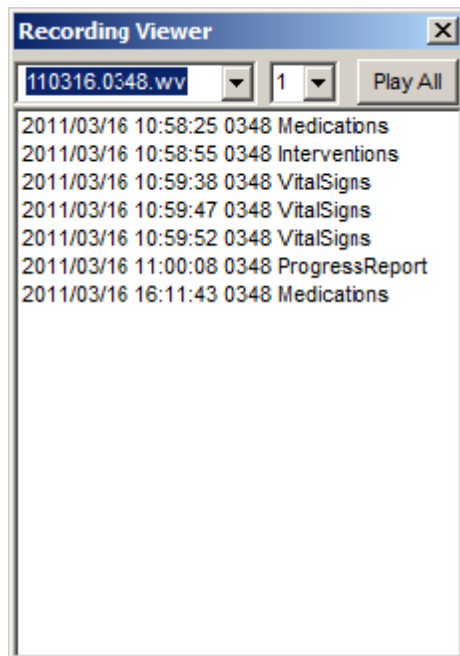 Recording Viewer
110316.0348.wv 1 Play All
2011/03/16 10:58:25 0348 Medications
2011/03/16 10:58:55 0348 Interventions
2011/03/16 10:59:38 0348 VitalSigns
2011/03/16 10:59:47 0348 VitalSigns
2011/03/16 10:59:52 0348 VitalSigns
2011/03/16 11:00:08 0348 ProgressReport
2011/03/16 16:11:43 0348 Medications